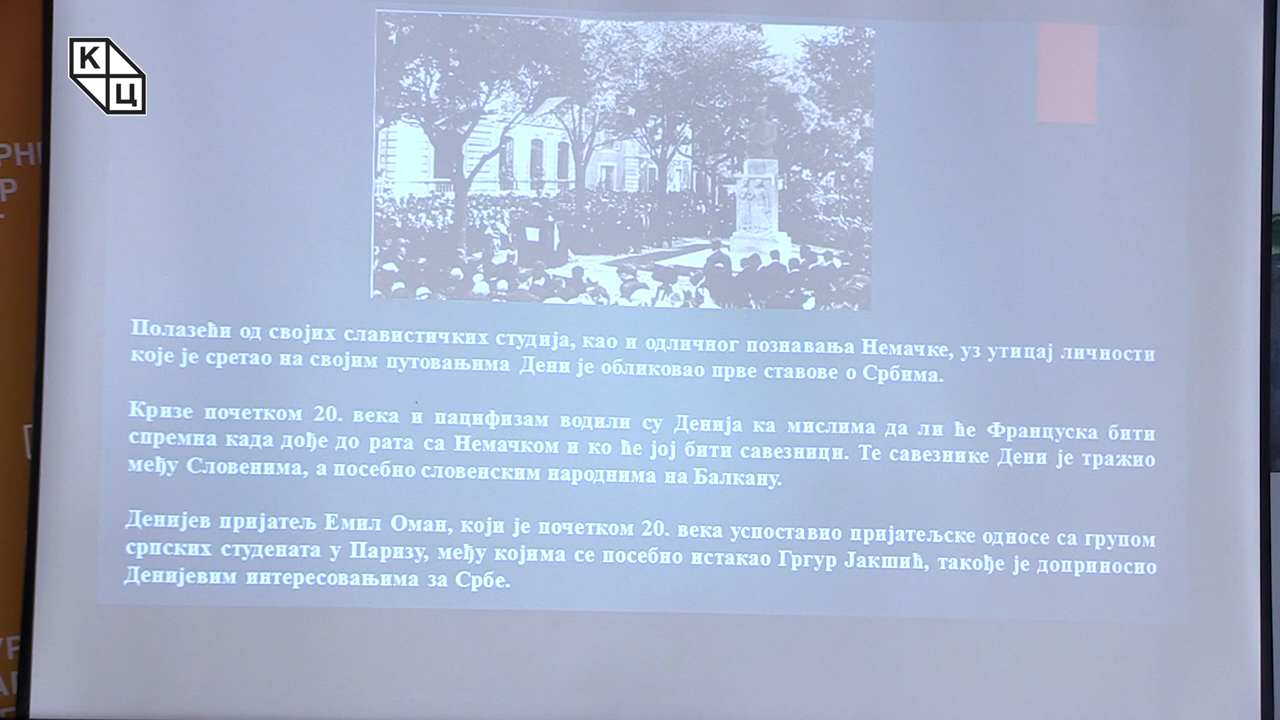 К
Ц
Полазећи од својих славистичких студија, као и одличног познавања Немачке, уз утицај личности
које је сретао на својим путовањима Дени је обликовао прве ставове о Србима.
Кризе почетком 20. века и пацифизам водили су Денија ка мислима да ли ће Француска бити
спремна када дође до рата са Немачком и ко ће јој бити савезници. Те савезнике Дени је тражио
међу Словенима, а посебно словенским народнима на Балкану.
Денијев пријатељ Емил Оман, који је почетком 20. века успоставио пријатељске односе са групом
српских студената у Паризу, међу којима се посебно истакао Гргур Јакшић, такође је доприносио
Денијевим интересовањима за Србе.